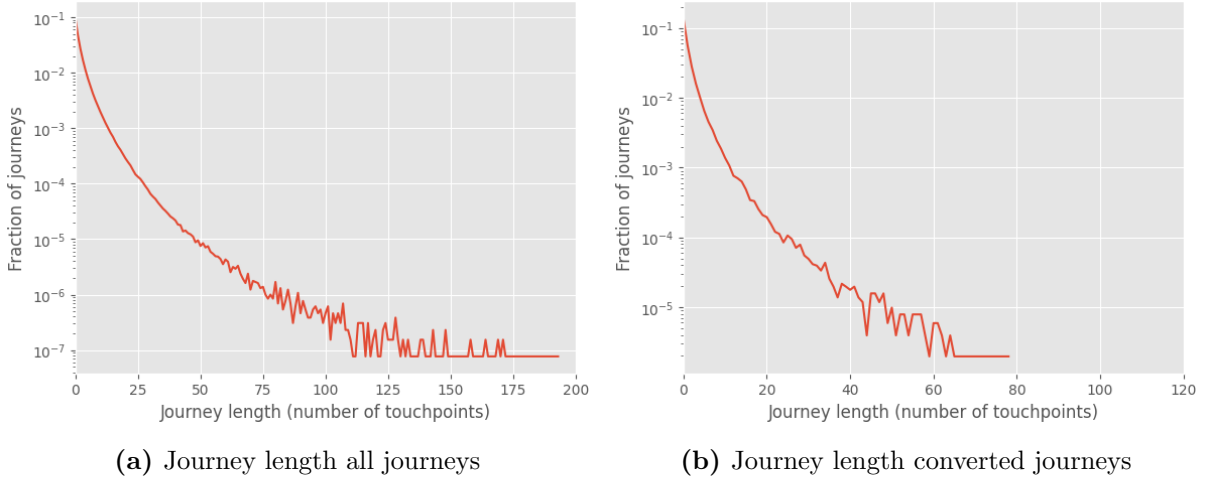 10⁻¹
10⁻²
10⁻³
10⁻⁴
10⁻⁵
10⁻⁶
10⁻⁷
Fraction of journeys
0 25 50 75 100 125 150 175 200
Journey length (number of touchpoints)
(a) Journey length all journeys
10⁻¹
10⁻²
10⁻³
10⁻⁴
10⁻⁵
Fraction of journeys
0 20 40 60 80 100 120
Journey length (number of touchpoints)
(b) Journey length converted journeys